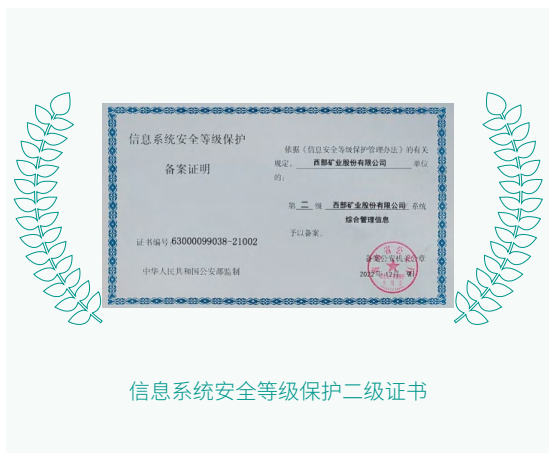 信息系统安全等级保护
备案证明
证书编号:63000099038-21002
中华人民共和国公安部监制
依据《信息安全等级保护管理办法》的有关
规定, 西部矿业股份有限公司 单位
的:
第 二 级 西部矿业股份有限公司 系统
综合管理信息
予以备案。
备案公安机关公章
信息系统安全等级保护二级证书